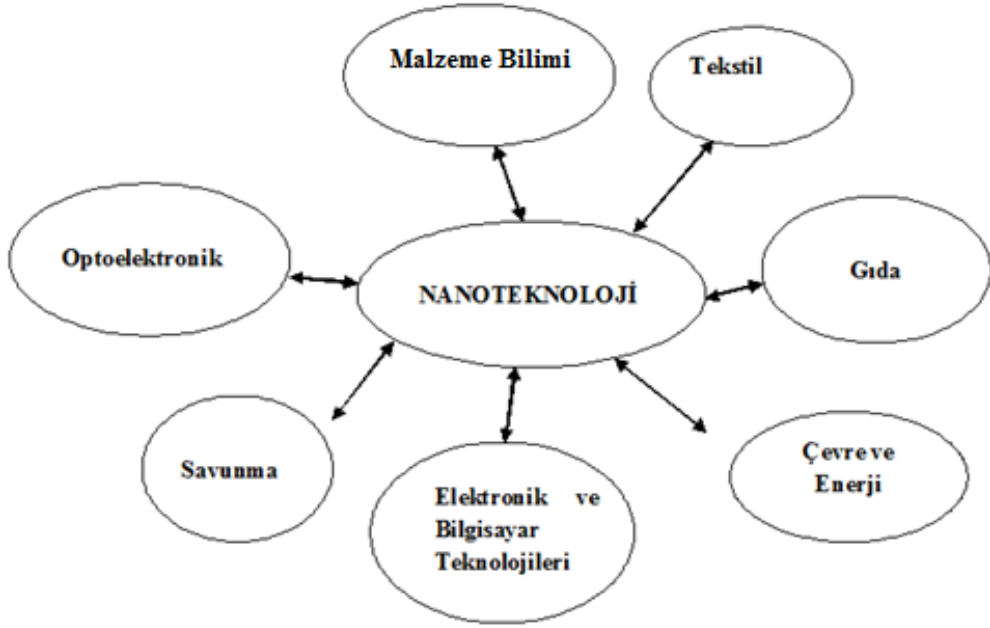 Malzeme Bilimi
Tekstil
Optoelektronik
NANOTEKNOLOJİ
Gıda
Savunma
Elektronik ve
Bilgisayar
Teknolojileri
Çevre ve
Enerji